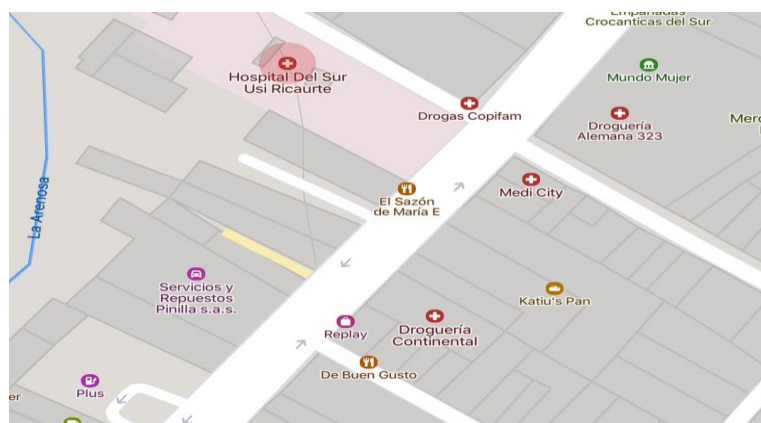 Empanadas
Crocanticas del Sur
Hospital Del Sur
Usi Ricaurte
Mundo Mujer
Drogas Copifam
Droguería
Alemana 323
Merc
Medi City
El Sazón
de María E
La Arenosa
Servicios y
Repuestos
Pinilla s.a.s.
Katiu's Pan
Replay
Droguería
Continental
De Buen Gusto
Plus
er